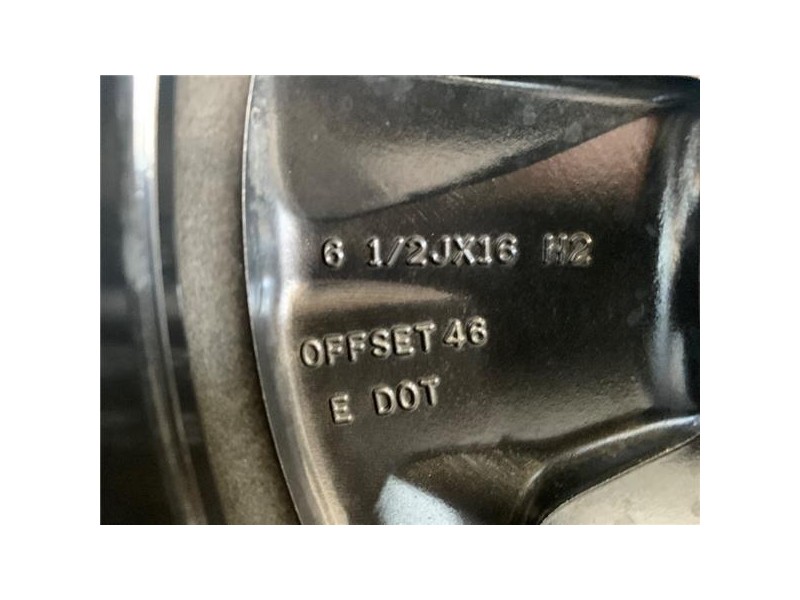 6 1/2JX16 H2
OFFSET 46
E DOT